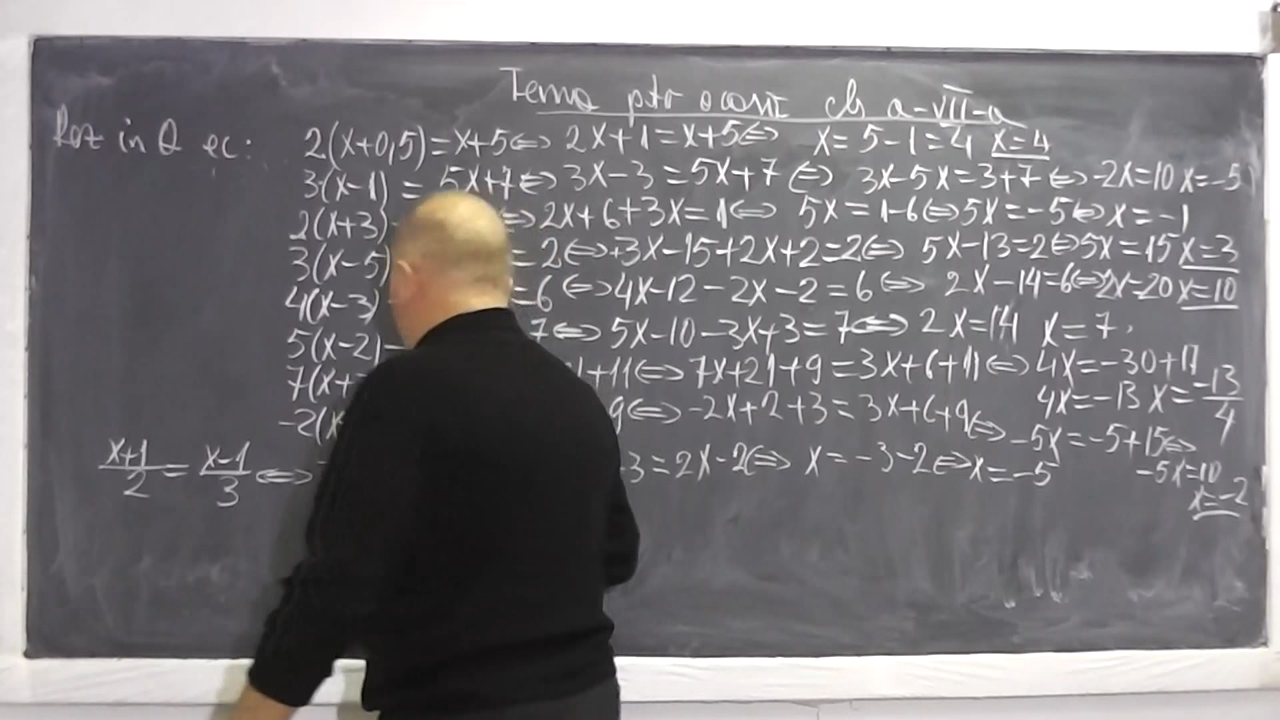 Tema ptr ocazii cls a-VII-a
Rez in Q ec: 2(x+0,5)=x+5⇔ 2x+1=x+5⇔ x=5-1=4 x=4
3(x-1) = 5x+7⇔ 3x-3=5x+7 ⇔ 3x-5x=3+7⇔-2x=10 x=-5
2(x+3) ⇔2x+6+3x=1⇔ 5x=1-6⇔5x=-5⇔x=-1
3(x-5) =2⇔3x-15+2x+2=2⇔ 5x-13=2⇔5x=15 x=3
4(x-3) =6 ⇔4x-12-2x-2=6⇔ 2x-14=6⇔2x=20 x=10
5(x-2)- 7⇔ 5x-10-3x+3=7⇔ 2x=14 x=7.
7(x+ )+11⇔7x+21+9=3x+6+11⇔ 4x=-30+17
4x=-13 x=-13/4
-2(x 9⇔-2x+2+3=3x+6+9⇔ -5x=-5+15⇔
-5x=10
x=-2
x+1/2 = x-1/3 ⇔ 3=2x-2⇔ x=-3-2⇔x=-5